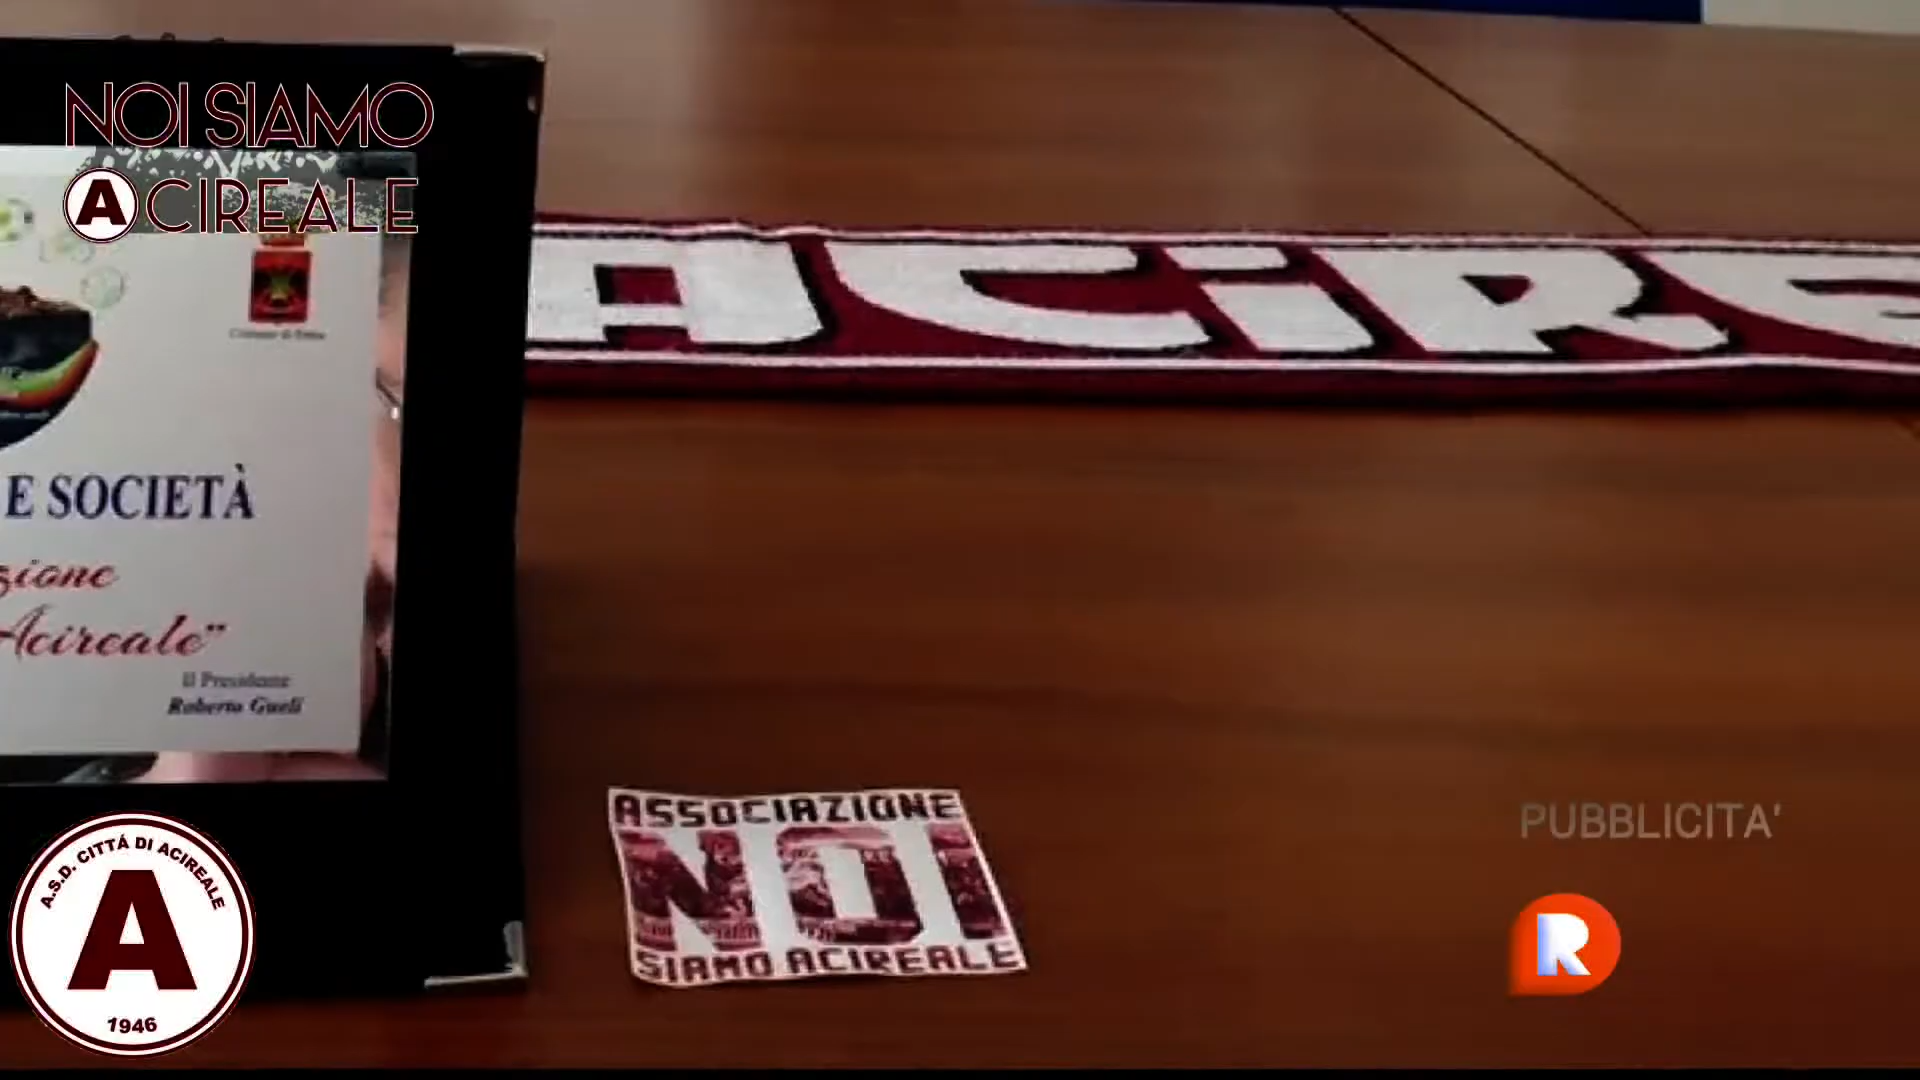 NOI SIAMO
ACIREALE
ACIRE
E SOCIETÀ
zione
Acireale"
Il Presidente
Roberto Gueli
ASSOCIAZIONE
NOI
SIAMO ACIREALE
PUBBLICITA'
R
A.S.D. CITTÁ DI ACIREALE
A
1946